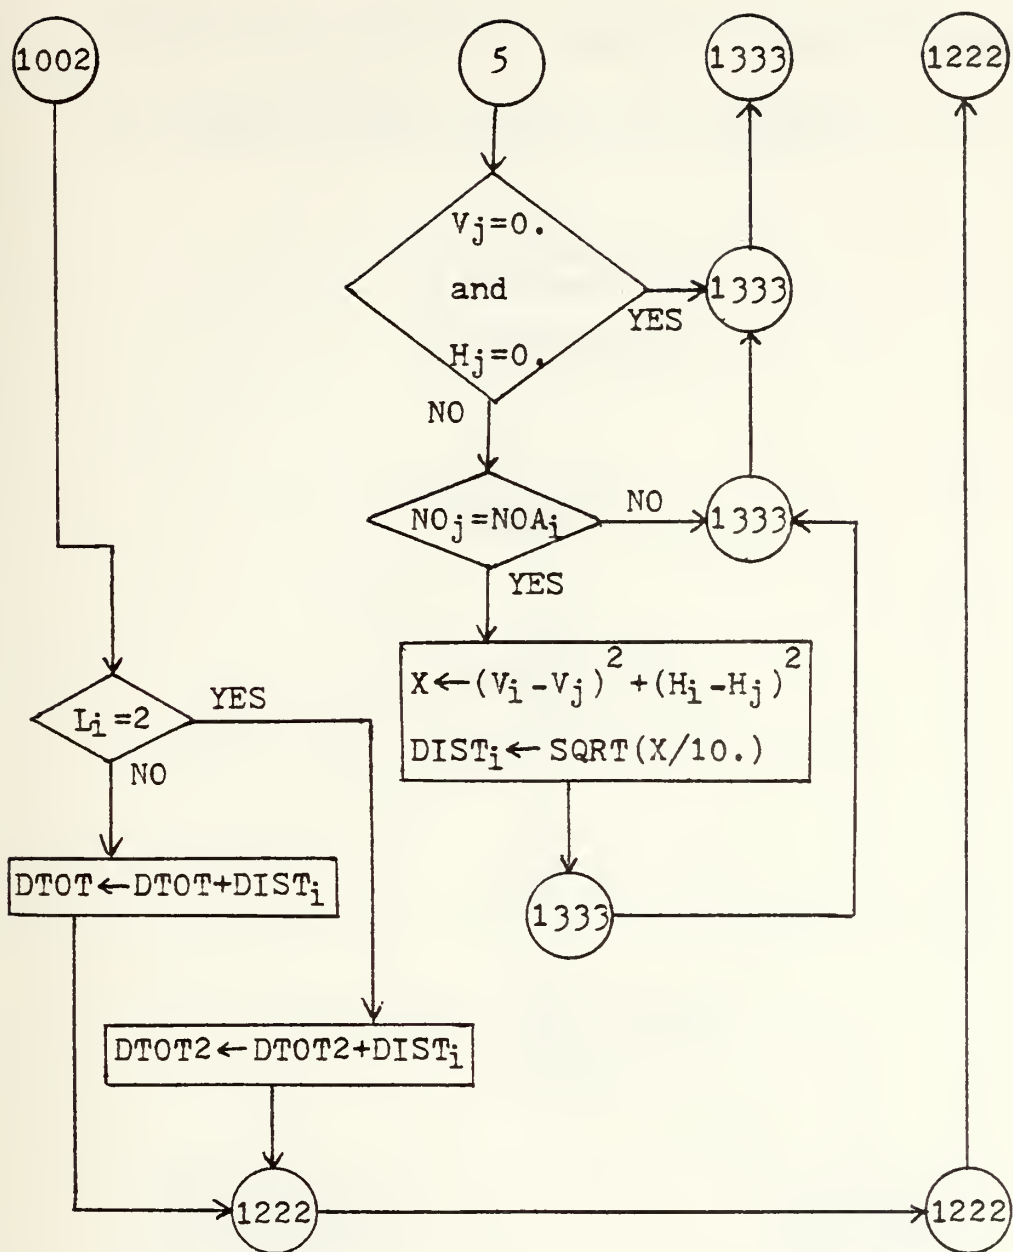 1002
5
1333
1222
Vj=0.
and
Hj=0.
YES
1333
NO
NOj=NOAi
NO
1333
YES
X←(Vi-Vj)²+(Hi-Hj)²
DISTi←SQRT(X/10.)
1333
Li=2
YES
NO
DTOT←DTOT+DISTi
DTOT2←DTOT2+DISTi
1222
1222